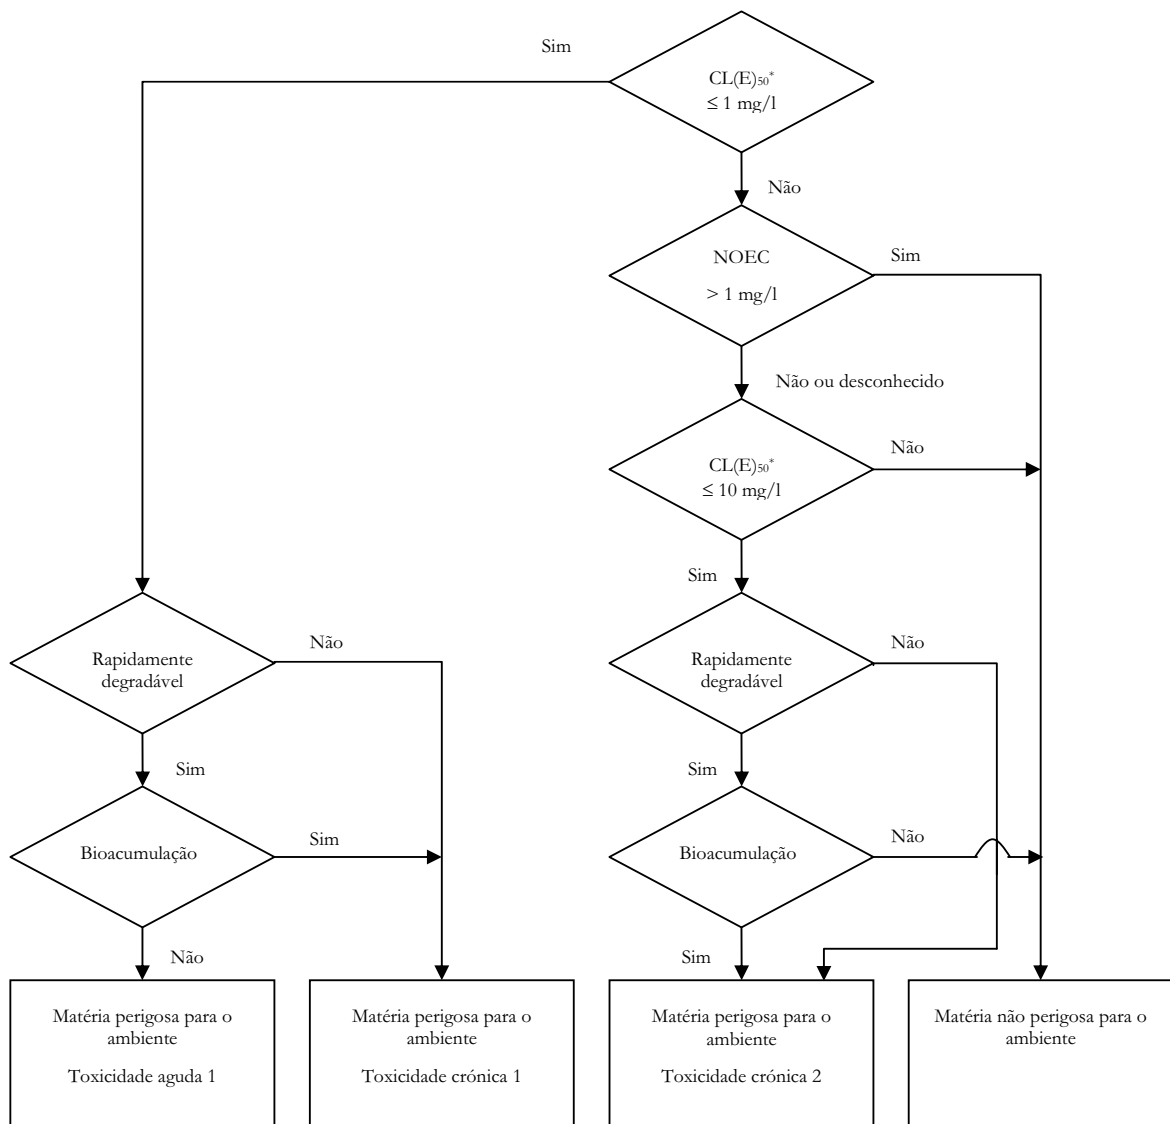 Sim
CL(E)50*
≤ 1 mg/l
Não
NOEC
> 1 mg/l
Sim
Não ou desconhecido
CL(E)50*
≤ 10 mg/l
Não
Sim
Rapidamente
degradável
Não
Rapidamente
degradável
Não
Sim
Sim
Bioacumulação
Sim
Bioacumulação
Não
Não
Sim
Matéria perigosa para o
ambiente
Toxicidade aguda 1
Matéria perigosa para o
ambiente
Toxicidade crónica 1
Matéria perigosa para o
ambiente
Toxicidade crónica 2
Matéria não perigosa para o
ambiente